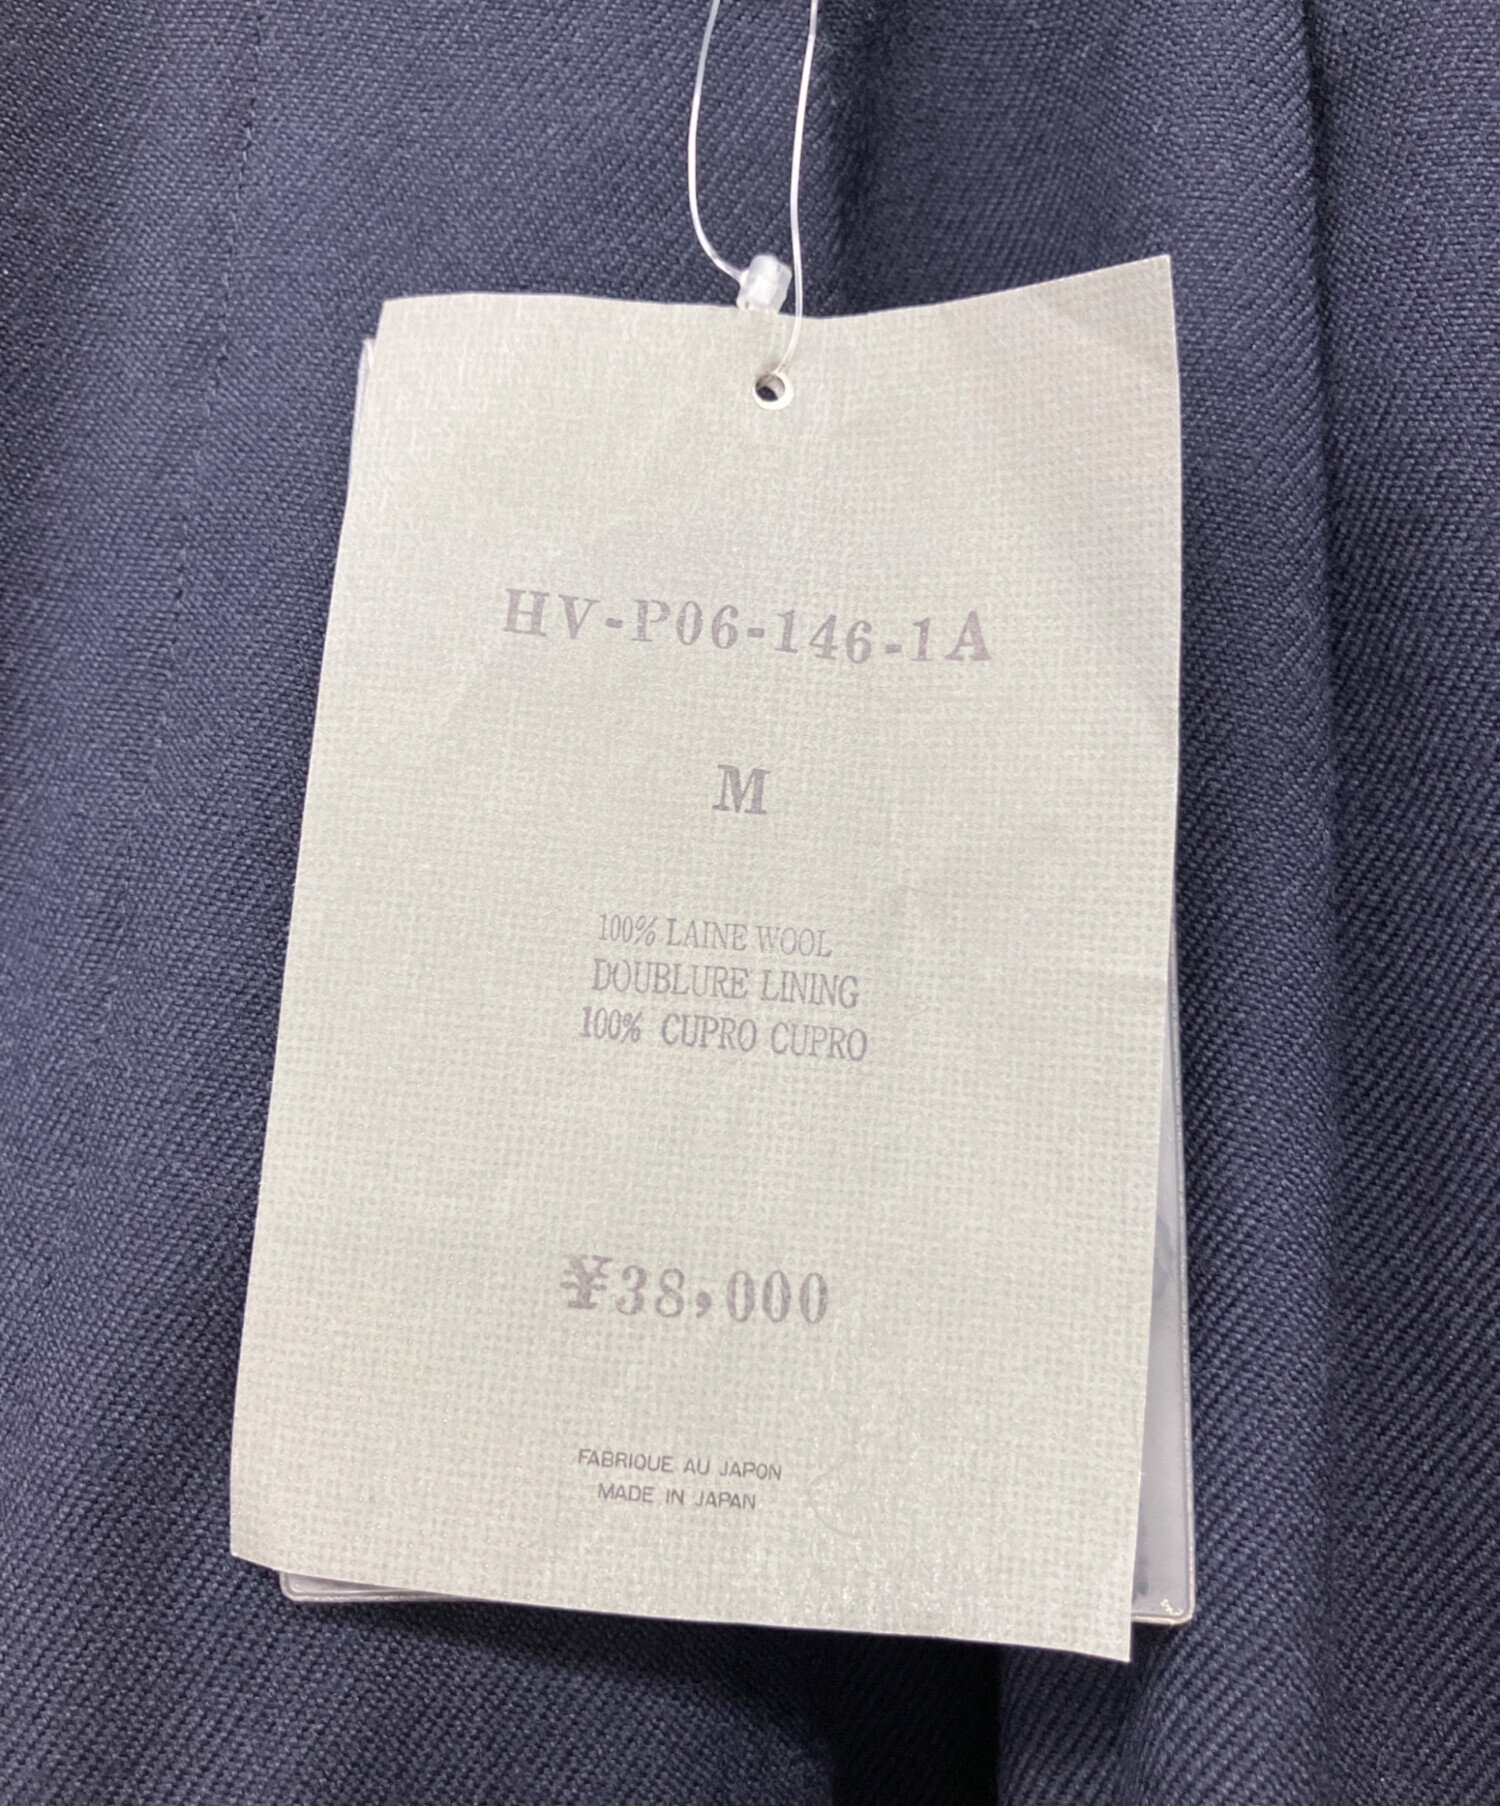 HV-P06-146-1A
M
100% LAINE WOOL
DOUBLURE LINING
100% CUPRO CUPRO
¥38,000
FABRIQUE AU JAPON
MADE IN JAPAN